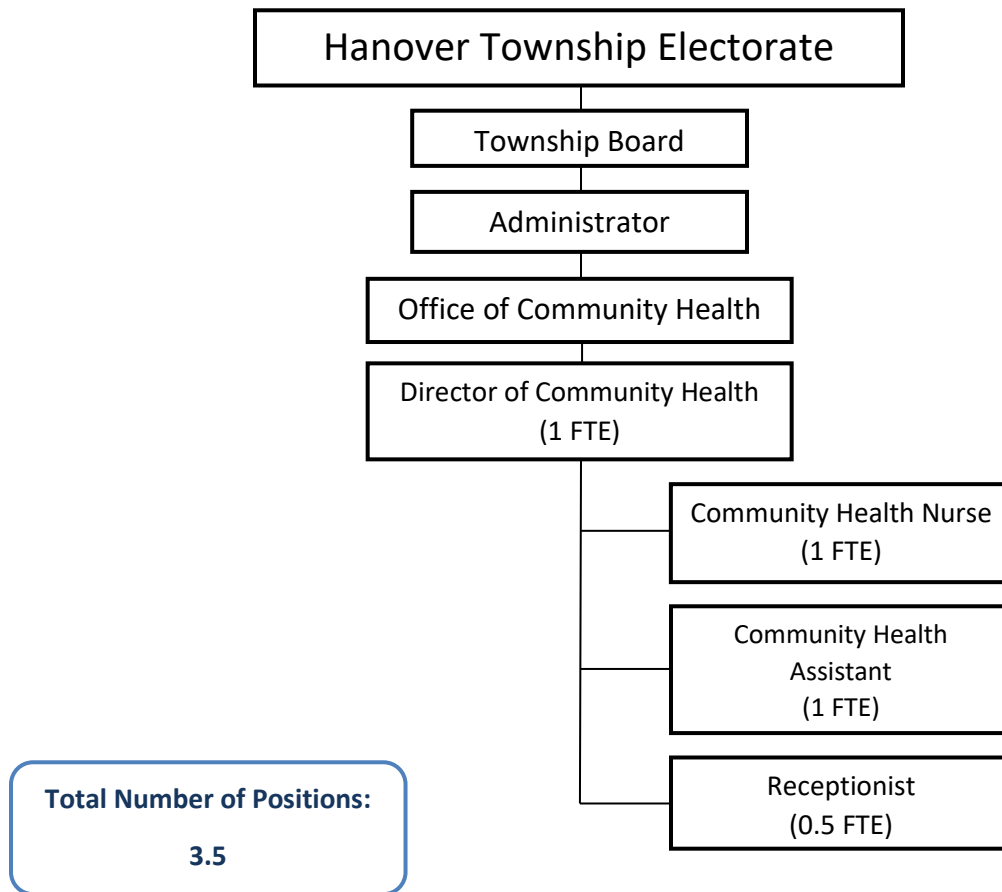 Hanover Township Electorate
Township Board
Administrator
Office of Community Health
Director of Community Health
(1 FTE)
Community Health Nurse
(1 FTE)
Community Health
Assistant
(1 FTE)
Receptionist
(0.5 FTE)
Total Number of Positions:
3.5